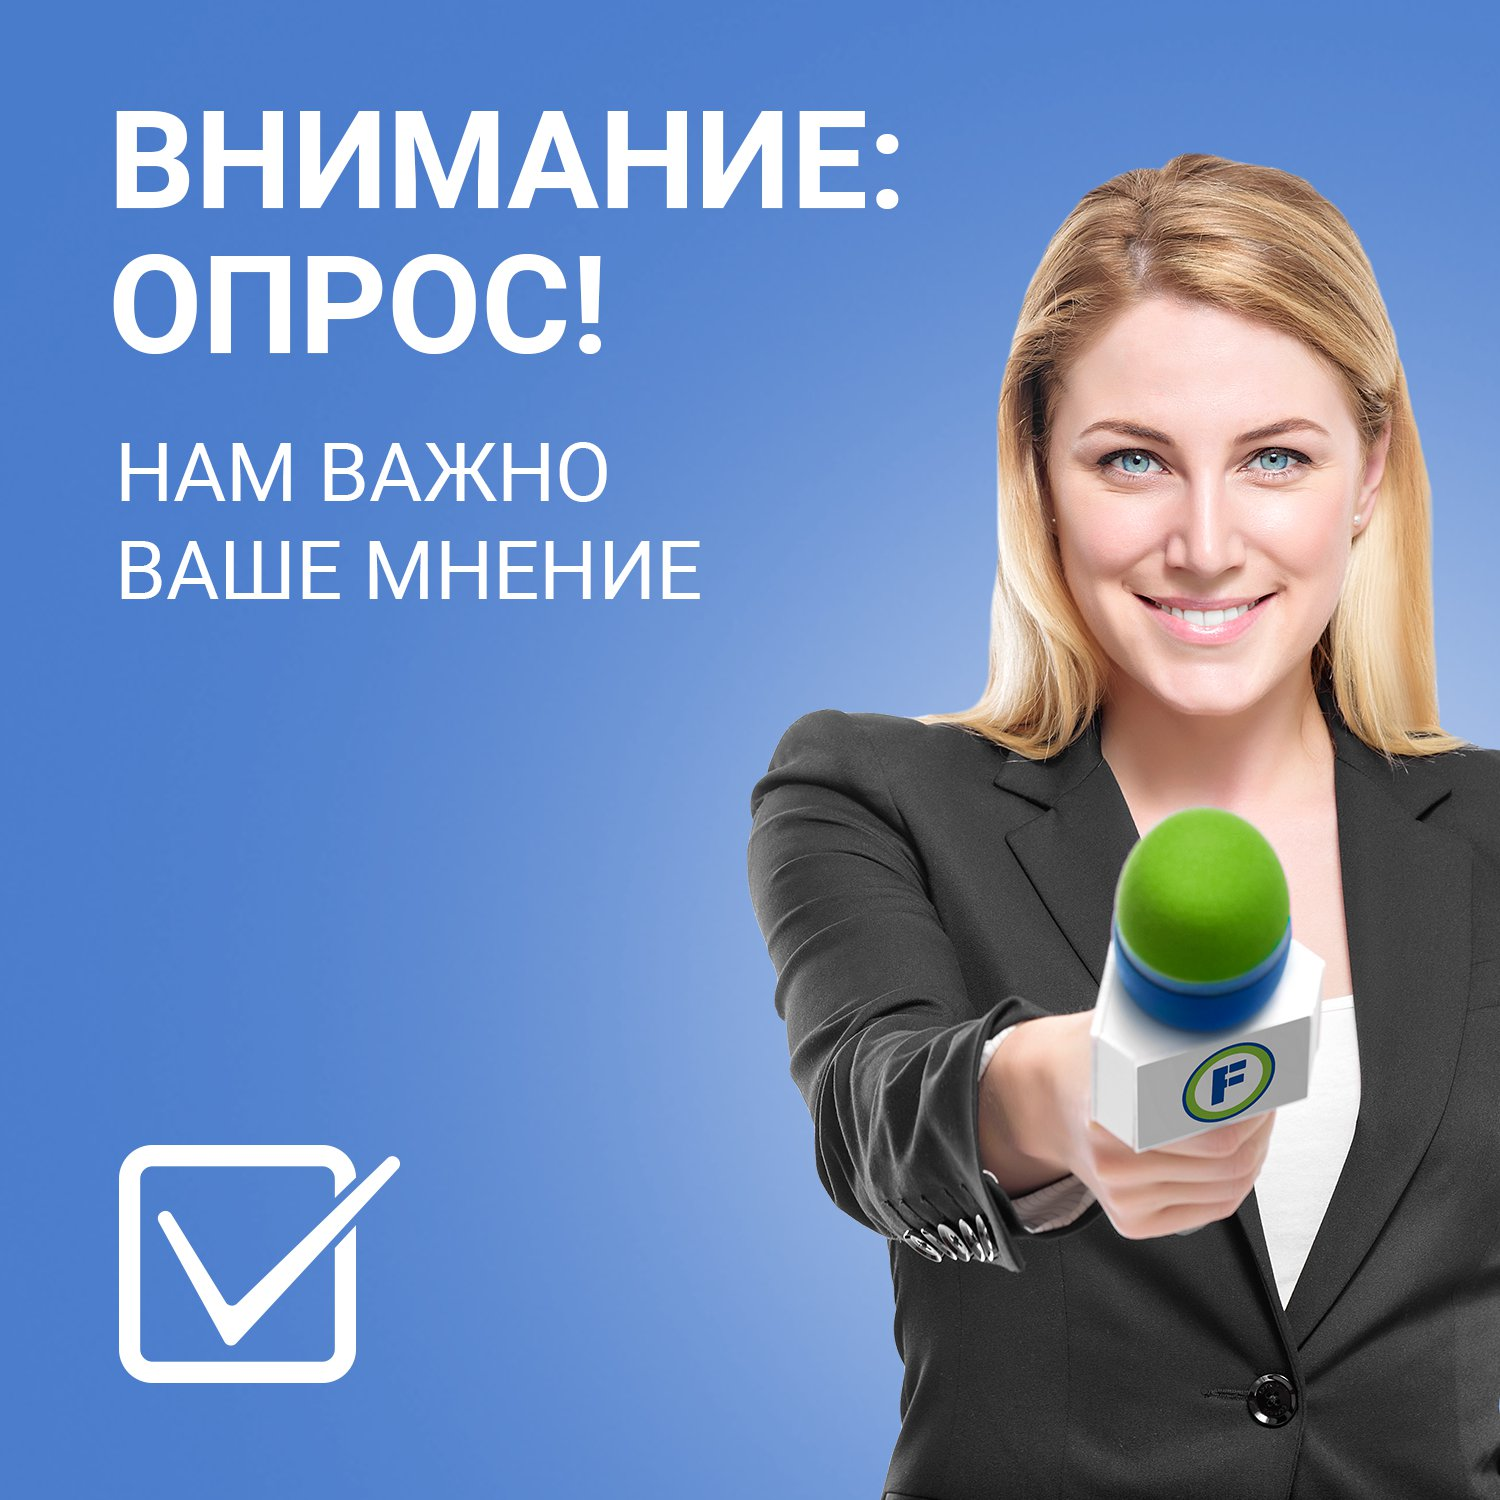 ВНИМАНИЕ:
ОПРОС!
НАМ ВАЖНО
ВАШЕ МНЕНИЕ
F